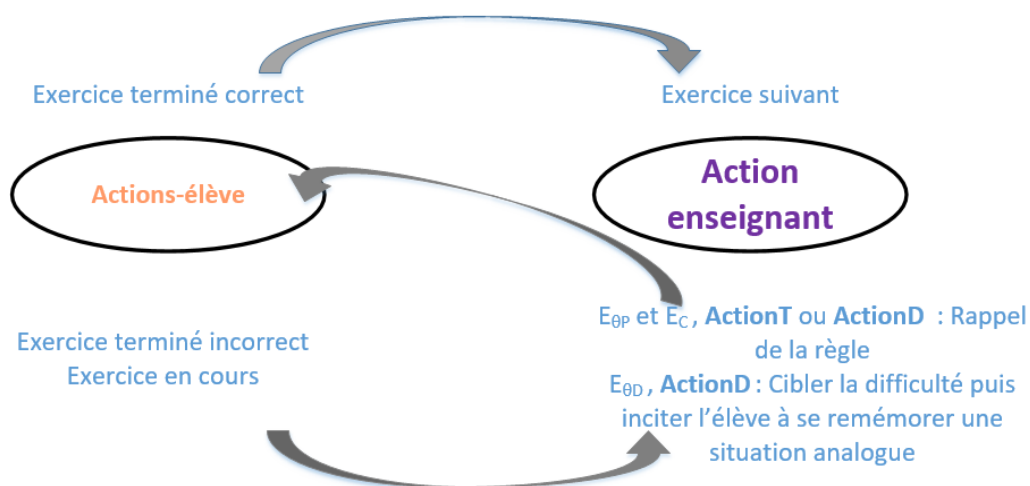 Exercice terminé correct
Exercice suivant
Actions-élève
Action
enseignant
Exercice terminé incorrect
Exercice en cours
EθP et EC , ActionT ou ActionD : Rappel
de la règle
EθD , ActionD : Cibler la difficulté puis
inciter l’élève à se remémorer une
situation analogue